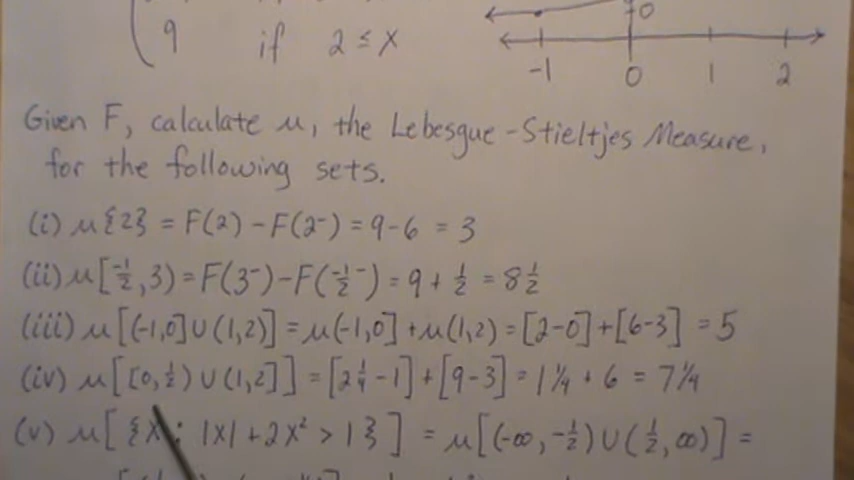 9 if 2 ≤ x
0
-1 0 1 2
Given F, calculate μ, the Lebesgue-Stieltjes Measure,
for the following sets.
(i) μ{2} = F(2) - F(2⁻) = 9-6 = 3
(ii) μ[-½, 3) = F(3⁻) - F(-½⁻) = 9 + ½ = 8½
(iii) μ[(-1,0] ∪ (1,2)] = μ(-1,0] + μ(1,2) = [2-0] + [6-3] = 5
(iv) μ[[0,½) ∪ (1,2]] = [2¼ - 1] + [9-3] = 1¼ + 6 = 7¼
(v) μ[{x : |x| + 2x² > 1}] = μ[(-∞, -½) ∪ (½, ∞)] =